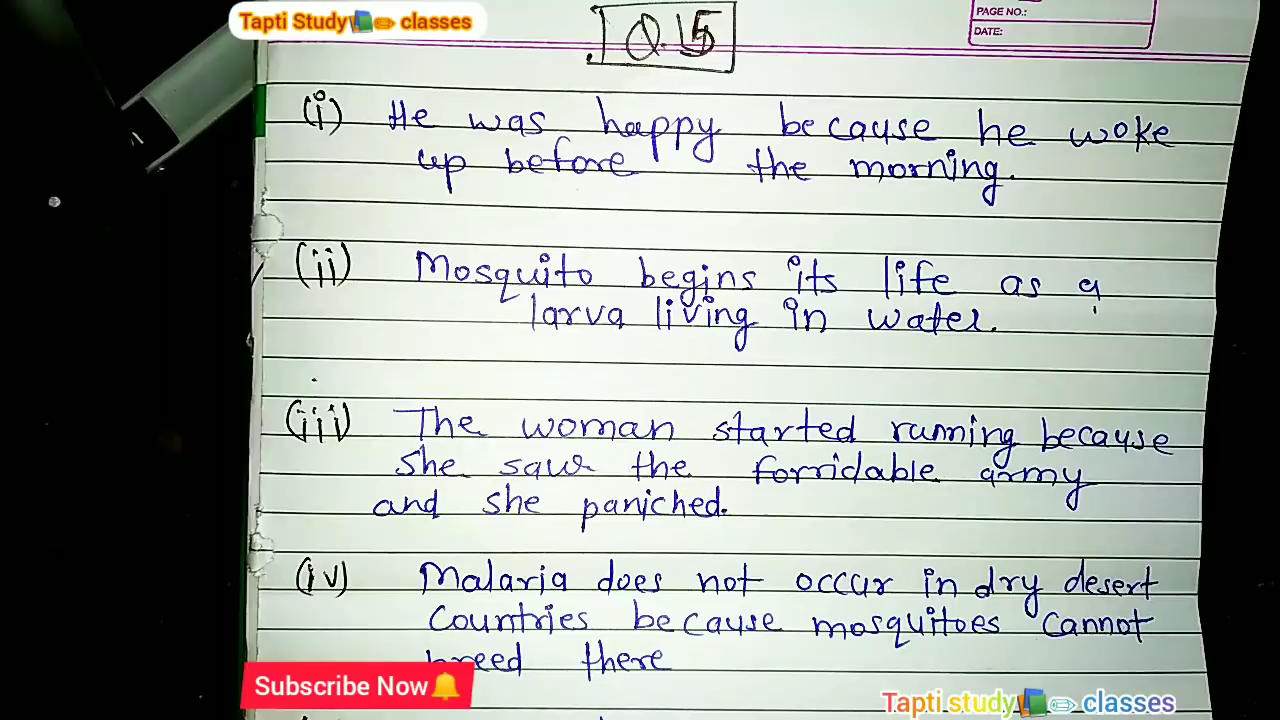 Tapti Study classes
PAGE NO.:
DATE:
Q.15
(i) He was happy because he woke
up before the morning.
(ii) Mosquito begins its life as a
larva living in water.
(iii) The woman started running because
she saw the forridable army
and she paniched.
(iv) Malaria does not occur in dry desert
Countries because mosquitoes cannot
breed there
Subscribe Now
Tapti study classes